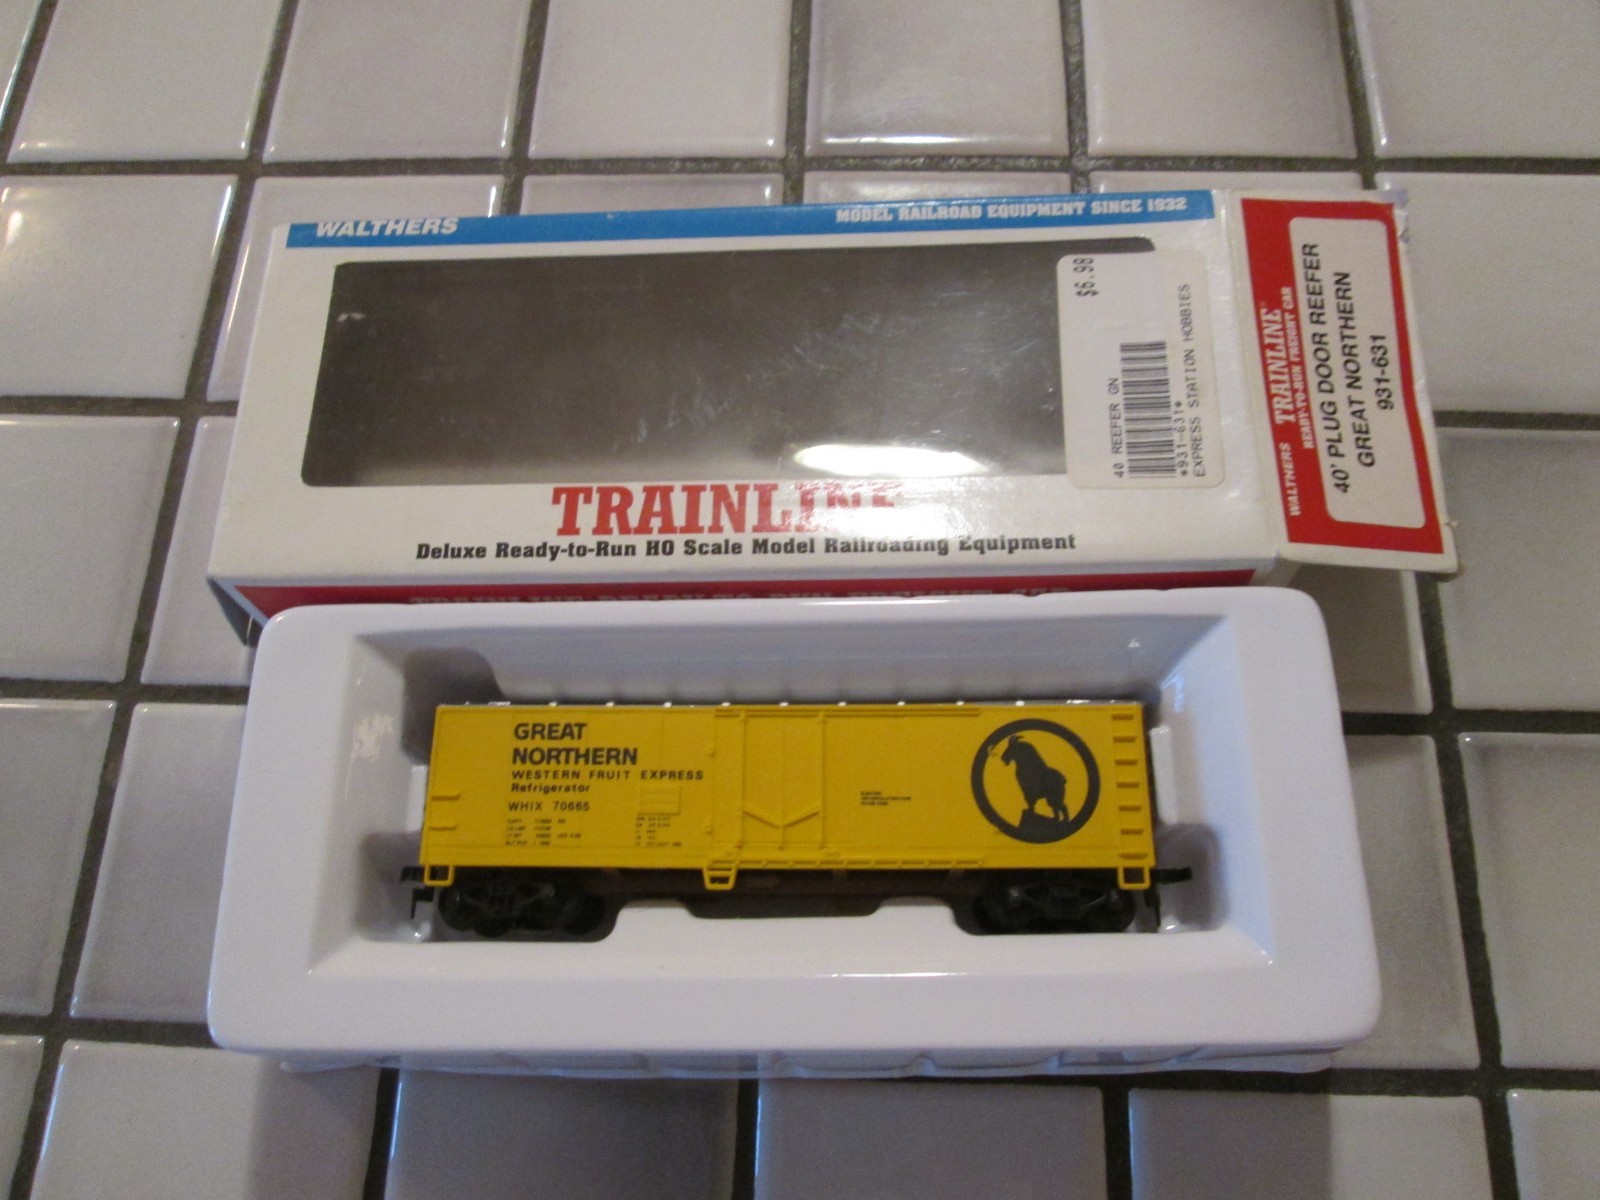 WALTHERS
MODEL RAILROAD EQUIPMENT SINCE 1932
$6.98
40 REEFER GN
*931-631*
EXPRESS STATION HOBBIES
WALTHERS TRAINLINE®
READY-TO-RUN FREIGHT CAR
40' PLUG DOOR REEFER
GREAT NORTHERN
931-631
TRAINLINE
Deluxe Ready-to-Run HO Scale Model Railroading Equipment
GREAT
NORTHERN
WESTERN FRUIT EXPRESS
Refrigerator
WHIX 70665